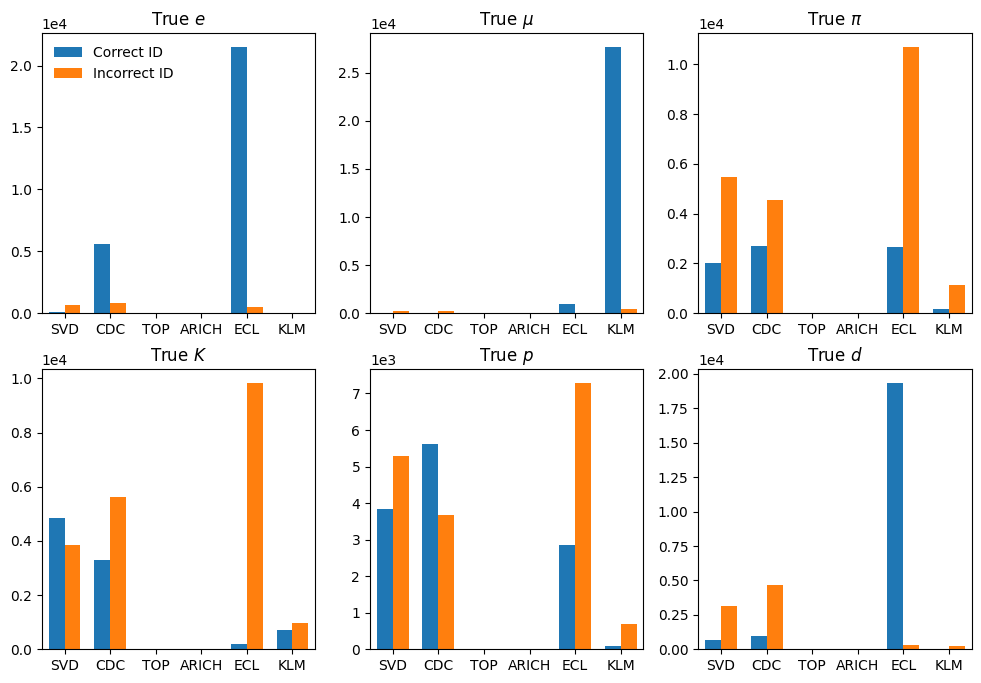 True e
1e4
2.0
1.5
1.0
0.5
0.0
Correct ID
Incorrect ID
SVD CDC TOP ARICH ECL KLM
True μ
1e4
2.5
2.0
1.5
1.0
0.5
0.0
SVD CDC TOP ARICH ECL KLM
True π
1e4
1.0
0.8
0.6
0.4
0.2
0.0
SVD CDC TOP ARICH ECL KLM
True K
1e4
1.0
0.8
0.6
0.4
0.2
0.0
SVD CDC TOP ARICH ECL KLM
True p
1e3
7
6
5
4
3
2
1
0
SVD CDC TOP ARICH ECL KLM
True d
1e4
2.00
1.75
1.50
1.25
1.00
0.75
0.50
0.25
0.00
SVD CDC TOP ARICH ECL KLM